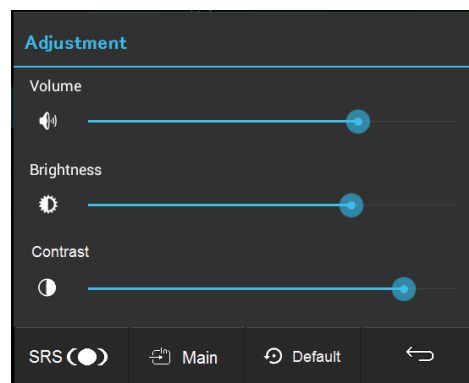 Adjustment
Volume
Brightness
Contrast
SRS Main Default